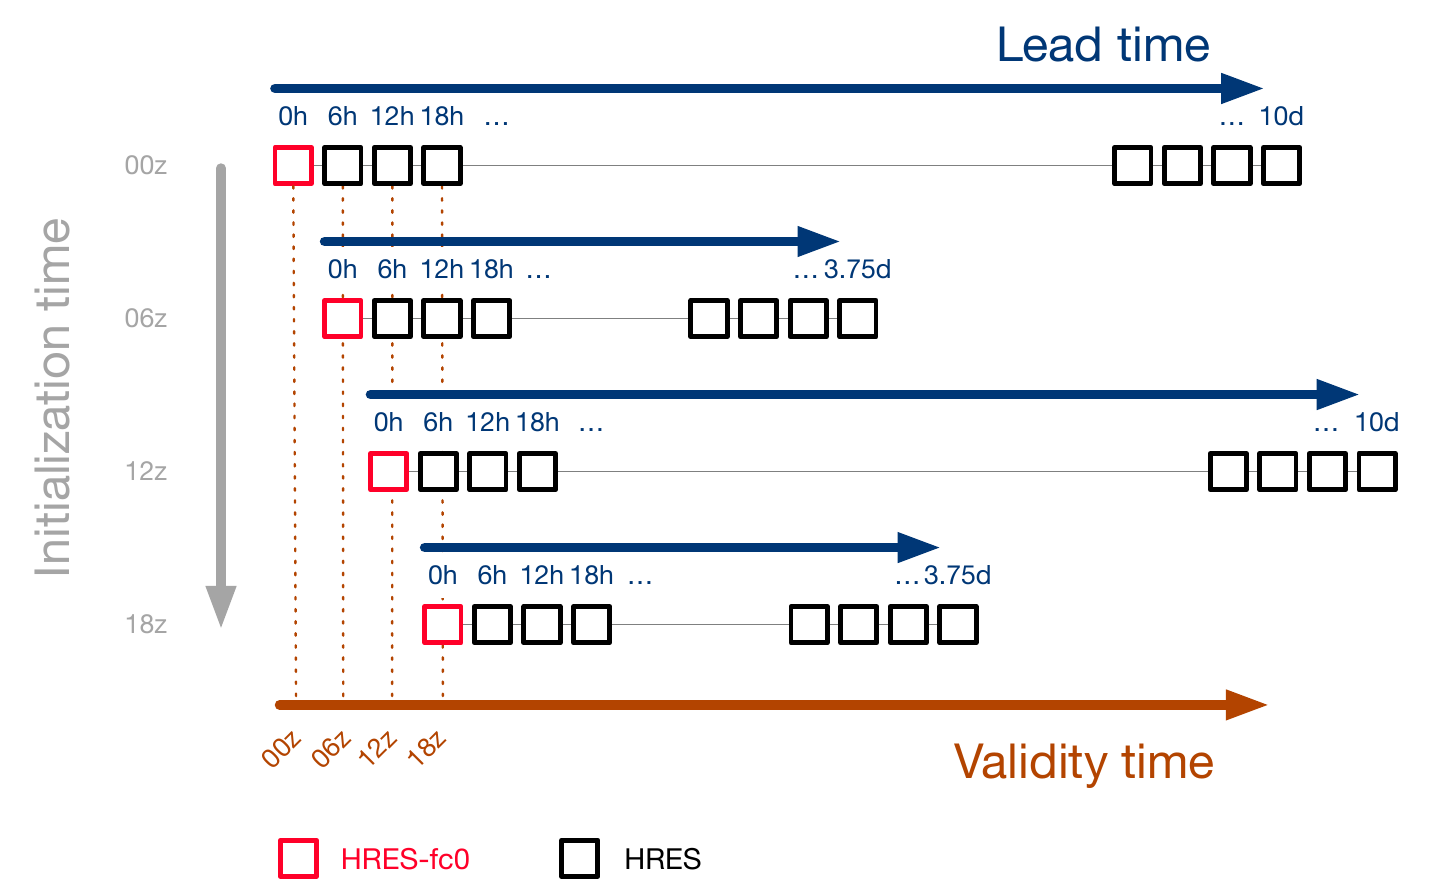 Lead time
0h 6h 12h 18h ... ... 10d
00z
0h 6h 12h 18h ... ... 3.75d
06z
0h 6h 12h 18h ... ... 10d
12z
0h 6h 12h 18h ... ... 3.75d
18z
Initialization time
00z 06z 12z 18z
Validity time
HRES-fc0 HRES